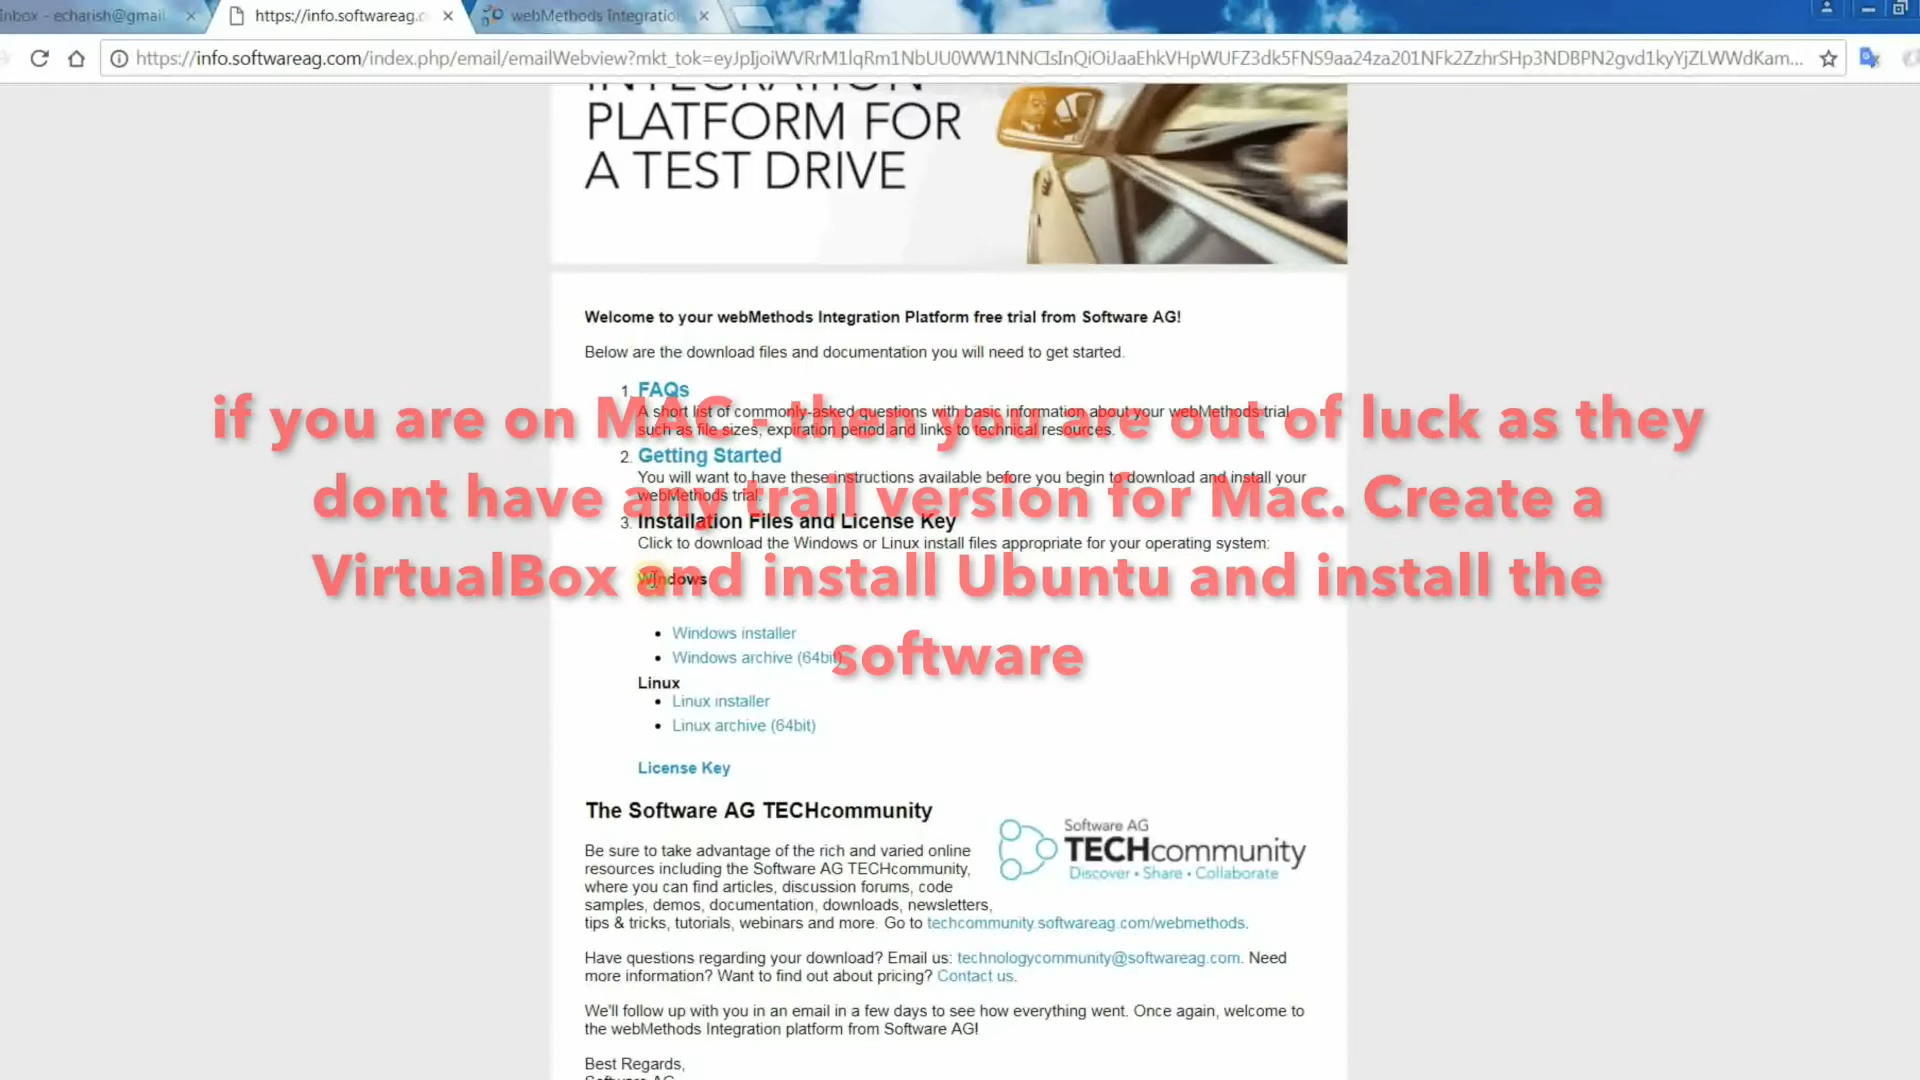 Inbox - echarish@gmail
https://info.softwareag.c
webMethods Integration
https://info.softwareag.com/index.php/email/emailWebview?mkt_tok=
INTEGRATION
PLATFORM FOR
A TEST DRIVE
Welcome to your webMethods Integration Platform free trial from Software AG!
Below are the download files and documentation you will need to get started.
1. FAQs
A short list of commonly-asked questions with basic information about your webMethods trial
such as file sizes, expiration period and links to technical resources.
if you are on MAC - then you are out of luck as they
2. Getting Started
You will want to have these instructions available before you begin to download and install your
webMethods trial.
dont have any trail version for Mac. Create a
3. Installation Files and License Key
Click to download the Windows or Linux install files appropriate for your operating system:
Windows
VirtualBox and install Ubuntu and install the
• Windows installer
• Windows archive (64bit)
software
Linux
• Linux installer
• Linux archive (64bit)
License Key
The Software AG TECHcommunity
Software AG
TECHcommunity
Discover • Share • Collaborate
Be sure to take advantage of the rich and varied online
resources including the Software AG TECHcommunity,
where you can find articles, discussion forums, code
samples, demos, documentation, downloads, newsletters,
tips & tricks, tutorials, webinars and more. Go to techcommunity.softwareag.com/webmethods.
Have questions regarding your download? Email us: technologycommunity@softwareag.com. Need
more information? Want to find out about pricing? Contact us.
We'll follow up with you in an email in a few days to see how everything went. Once again, welcome to
the webMethods Integration platform from Software AG!
Best Regards,
Software AG